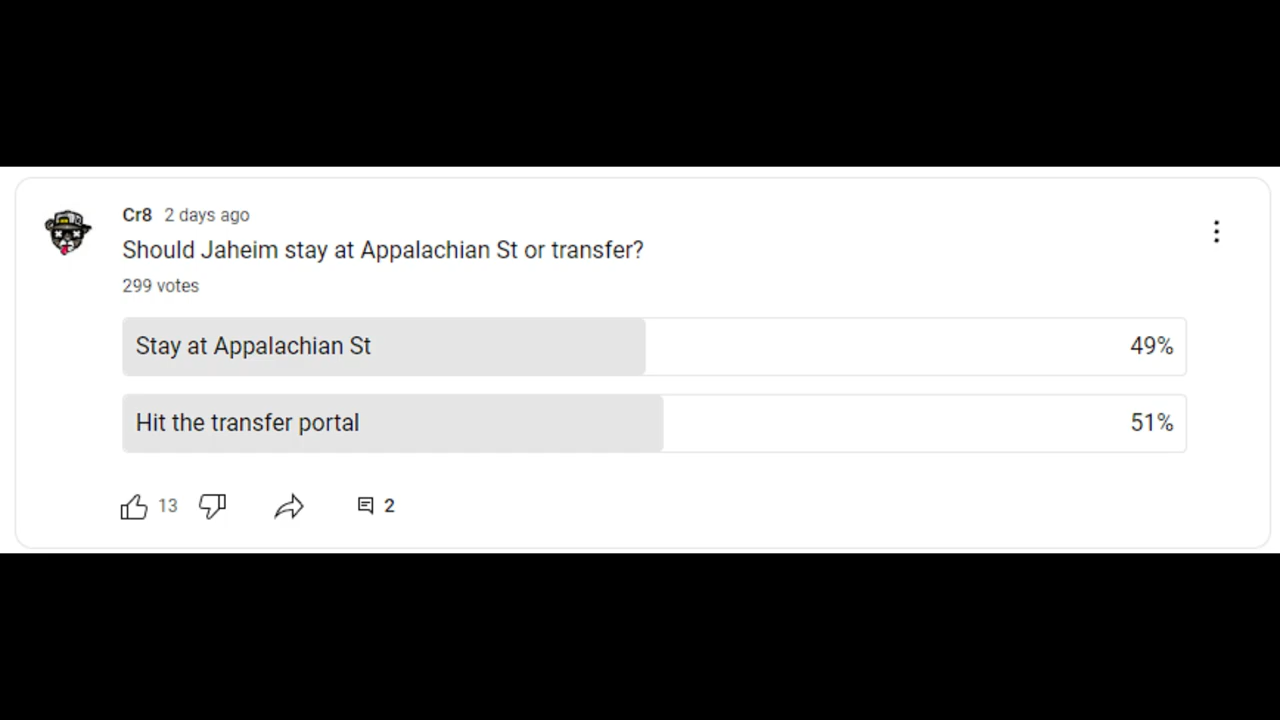 Cr8 2 days ago
Should Jaheim stay at Appalachian St or transfer?
299 votes
Stay at Appalachian St 49%
Hit the transfer portal 51%
13 2